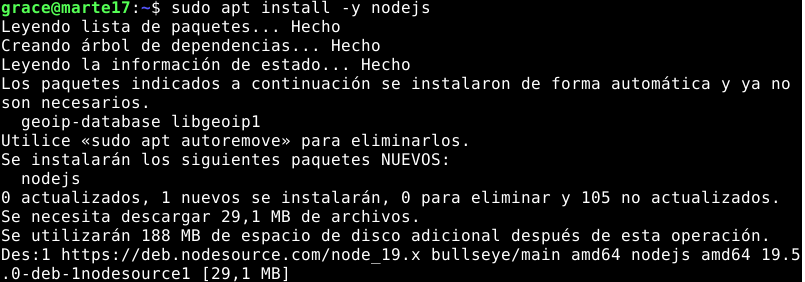 grace@marte17:~$ sudo apt install -y nodejs
Leyendo lista de paquetes... Hecho
Creando árbol de dependencias... Hecho
Leyendo la información de estado... Hecho
Los paquetes indicados a continuación se instalaron de forma automática y ya no
son necesarios.
  geoip-database libgeoip1
Utilice «sudo apt autoremove» para eliminarlos.
Se instalarán los siguientes paquetes NUEVOS:
  nodejs
0 actualizados, 1 nuevos se instalarán, 0 para eliminar y 105 no actualizados.
Se necesita descargar 29,1 MB de archivos.
Se utilizarán 188 MB de espacio de disco adicional después de esta operación.
Des:1 https://deb.nodesource.com/node_19.x bullseye/main amd64 nodejs amd64 19.5
.0-deb-1nodesource1 [29,1 MB]